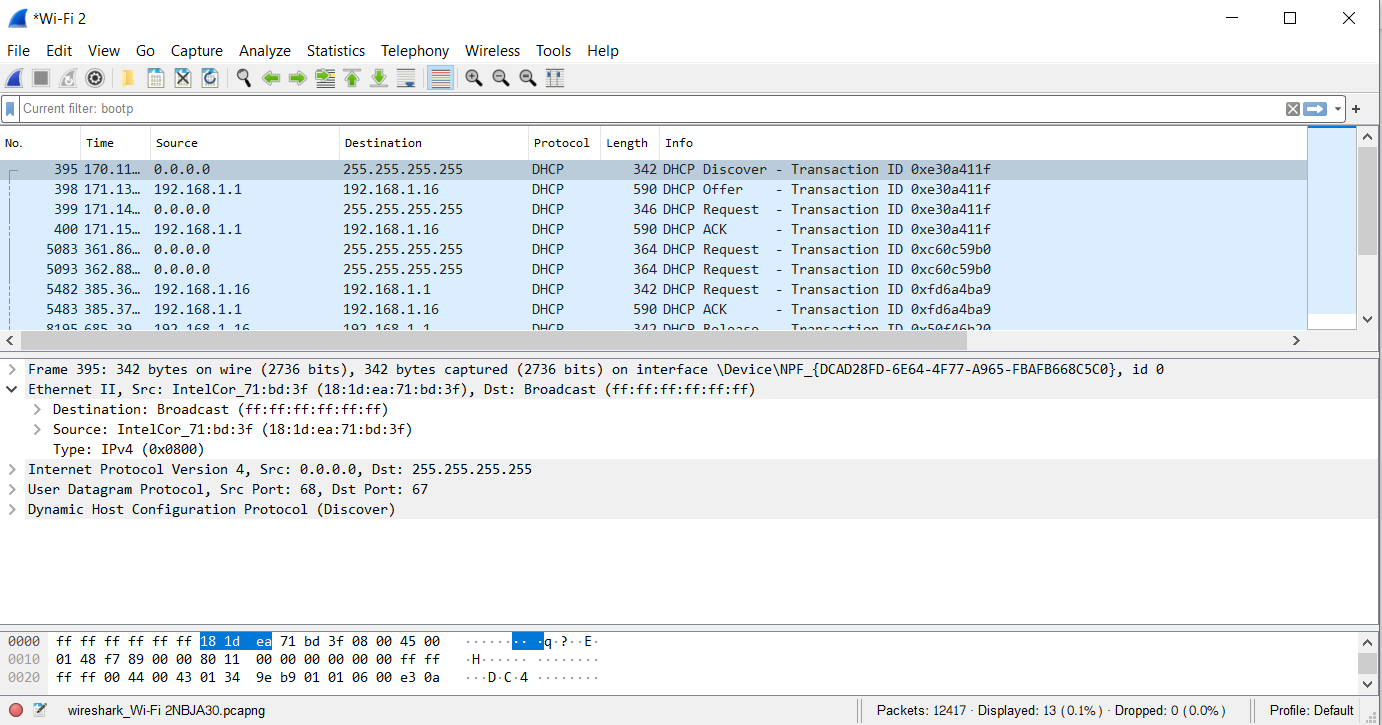 *Wi-Fi 2
File Edit View Go Capture Analyze Statistics Telephony Wireless Tools Help
Current filter: bootp
No. Time Source Destination Protocol Length Info
395 170.11… 0.0.0.0 255.255.255.255 DHCP 342 DHCP Discover - Transaction ID 0xe30a411f
398 171.13… 192.168.1.1 192.168.1.16 DHCP 590 DHCP Offer - Transaction ID 0xe30a411f
399 171.14… 0.0.0.0 255.255.255.255 DHCP 346 DHCP Request - Transaction ID 0xe30a411f
400 171.15… 192.168.1.1 192.168.1.16 DHCP 590 DHCP ACK - Transaction ID 0xe30a411f
5083 361.86… 0.0.0.0 255.255.255.255 DHCP 364 DHCP Request - Transaction ID 0xc60c59b0
5093 362.88… 0.0.0.0 255.255.255.255 DHCP 364 DHCP Request - Transaction ID 0xc60c59b0
5482 385.36… 192.168.1.16 192.168.1.1 DHCP 342 DHCP Request - Transaction ID 0xfd6a4ba9
5483 385.37… 192.168.1.1 192.168.1.16 DHCP 590 DHCP ACK - Transaction ID 0xfd6a4ba9
8195 685.39… 192.168.1.16 192.168.1.1 DHCP 342 DHCP Release - Transaction ID 0x50f46b20
Frame 395: 342 bytes on wire (2736 bits), 342 bytes captured (2736 bits) on interface \Device\NPF_{DCAD28FD-6E64-4F77-A965-FBAFB668C5C0}, id 0
Ethernet II, Src: IntelCor_71:bd:3f (18:1d:ea:71:bd:3f), Dst: Broadcast (ff:ff:ff:ff:ff:ff)
Destination: Broadcast (ff:ff:ff:ff:ff:ff)
Source: IntelCor_71:bd:3f (18:1d:ea:71:bd:3f)
Type: IPv4 (0x0800)
Internet Protocol Version 4, Src: 0.0.0.0, Dst: 255.255.255.255
User Datagram Protocol, Src Port: 68, Dst Port: 67
Dynamic Host Configuration Protocol (Discover)
0000 ff ff ff ff ff ff 18 1d ea 71 bd 3f 08 00 45 00 ·········q·?··E·
0010 01 48 f7 89 00 00 80 11 00 00 00 00 00 00 ff ff ·H······ ········
0020 ff ff 00 44 00 43 01 34 9e b9 01 01 06 00 e3 0a ···D·C·4 ········
wireshark_Wi-Fi 2NBJA30.pcapng Packets: 12417 · Displayed: 13 (0.1%) · Dropped: 0 (0.0%) Profile: Default